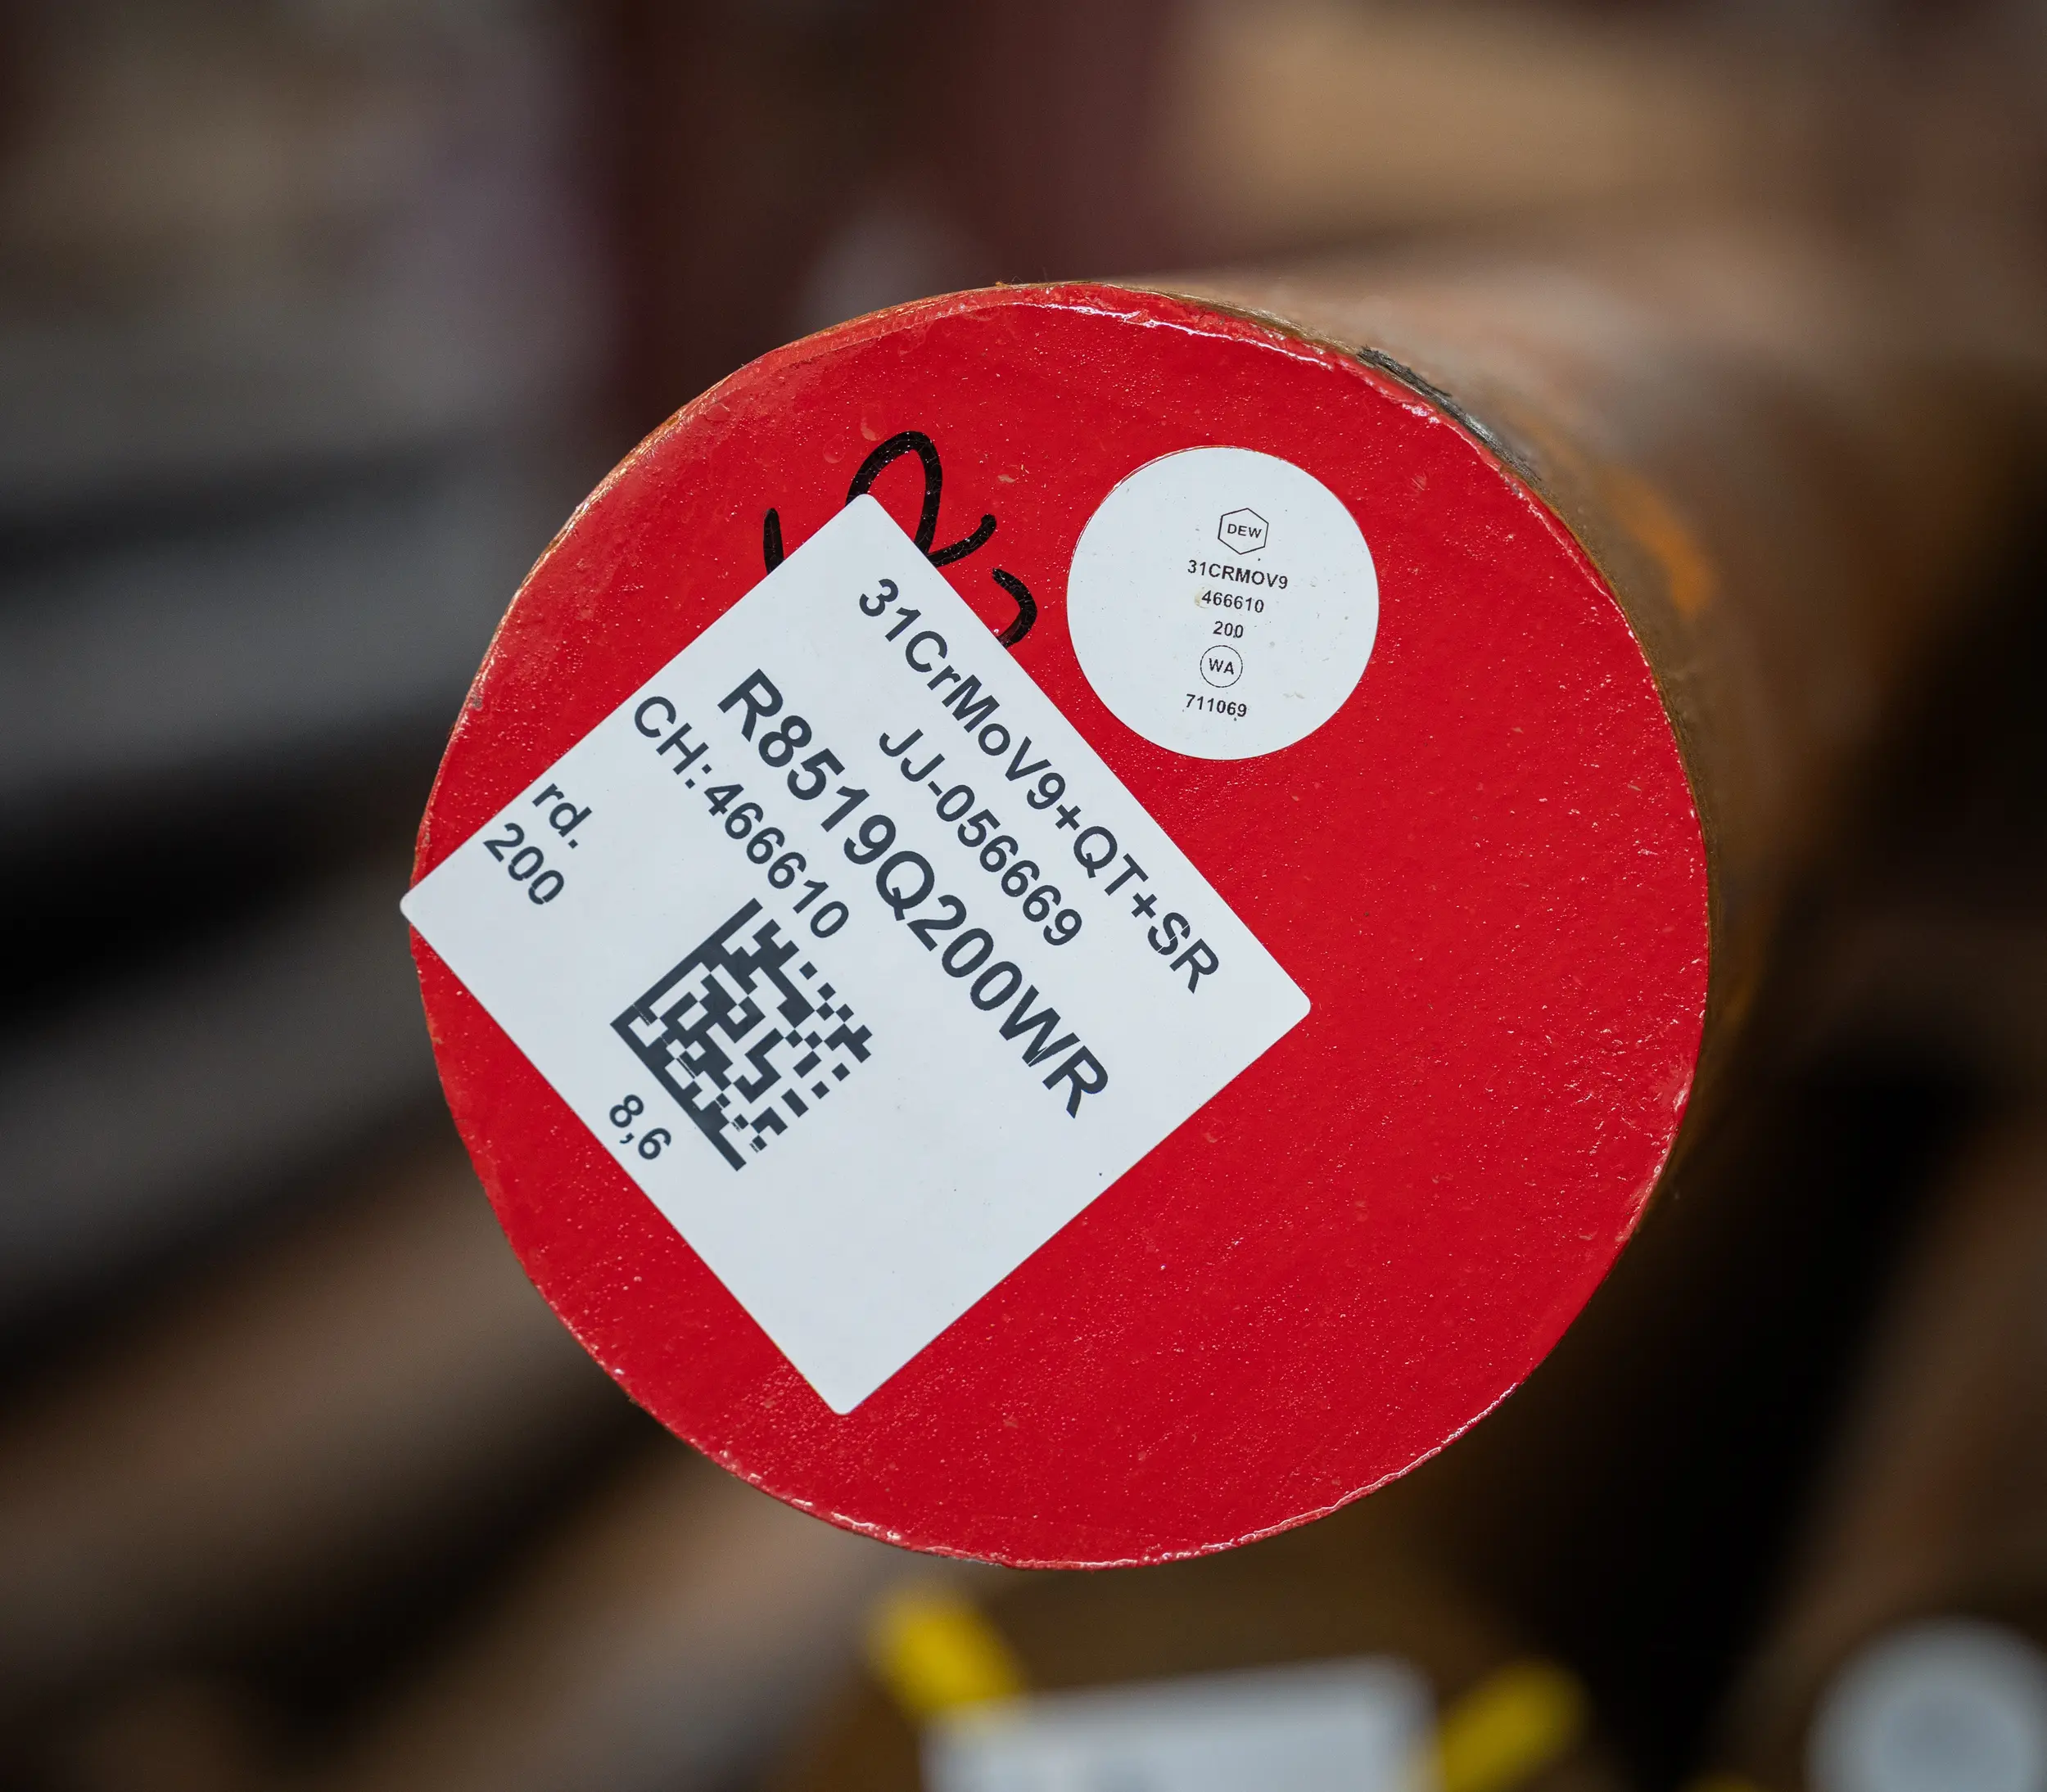 31CrMoV9+QT+SR
JJ-056669
R8519Q200WR
CH:466610
rd.
200
8,6
DEW
31CRMOV9
466610
200
WA
711069